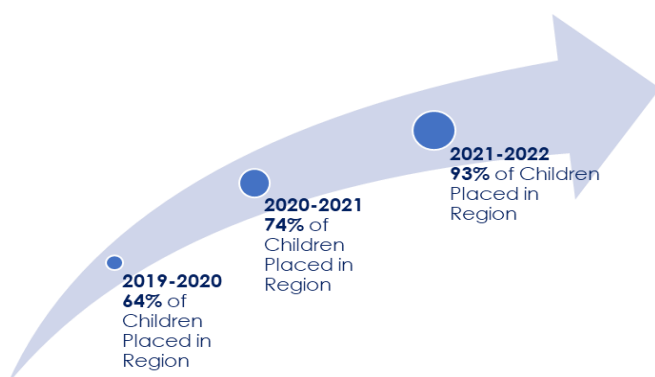 2019-2020
64% of
Children
Placed in
Region
2020-2021
74% of
Children
Placed in
Region
2021-2022
93% of Children
Placed in
Region